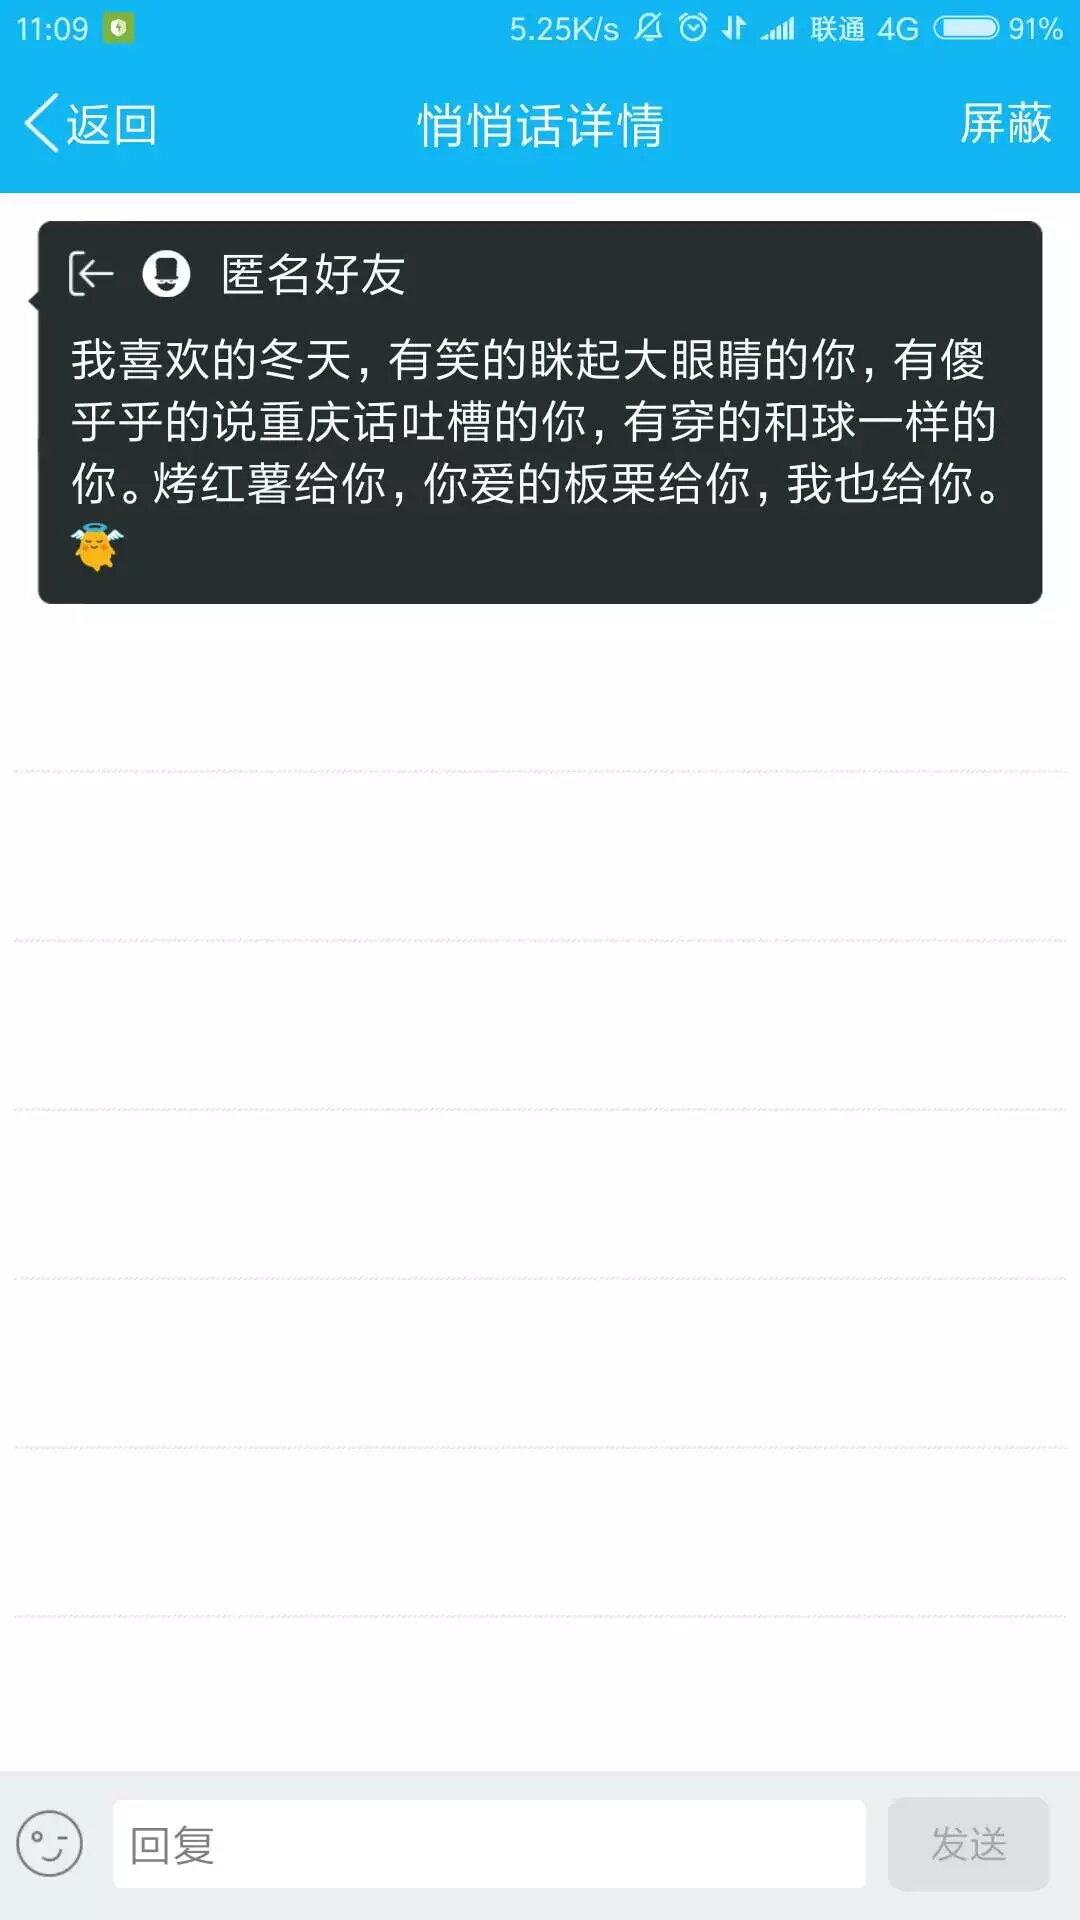 11:09 5.25K/s 联通 4G 91%
返回 悄悄话详情 屏蔽
匿名好友
我喜欢的冬天，有笑的眯起大眼睛的你，有傻
乎乎的说重庆话吐槽的你，有穿的和球一样的
你。烤红薯给你，你爱的板栗给你，我也给你。
回复 发送